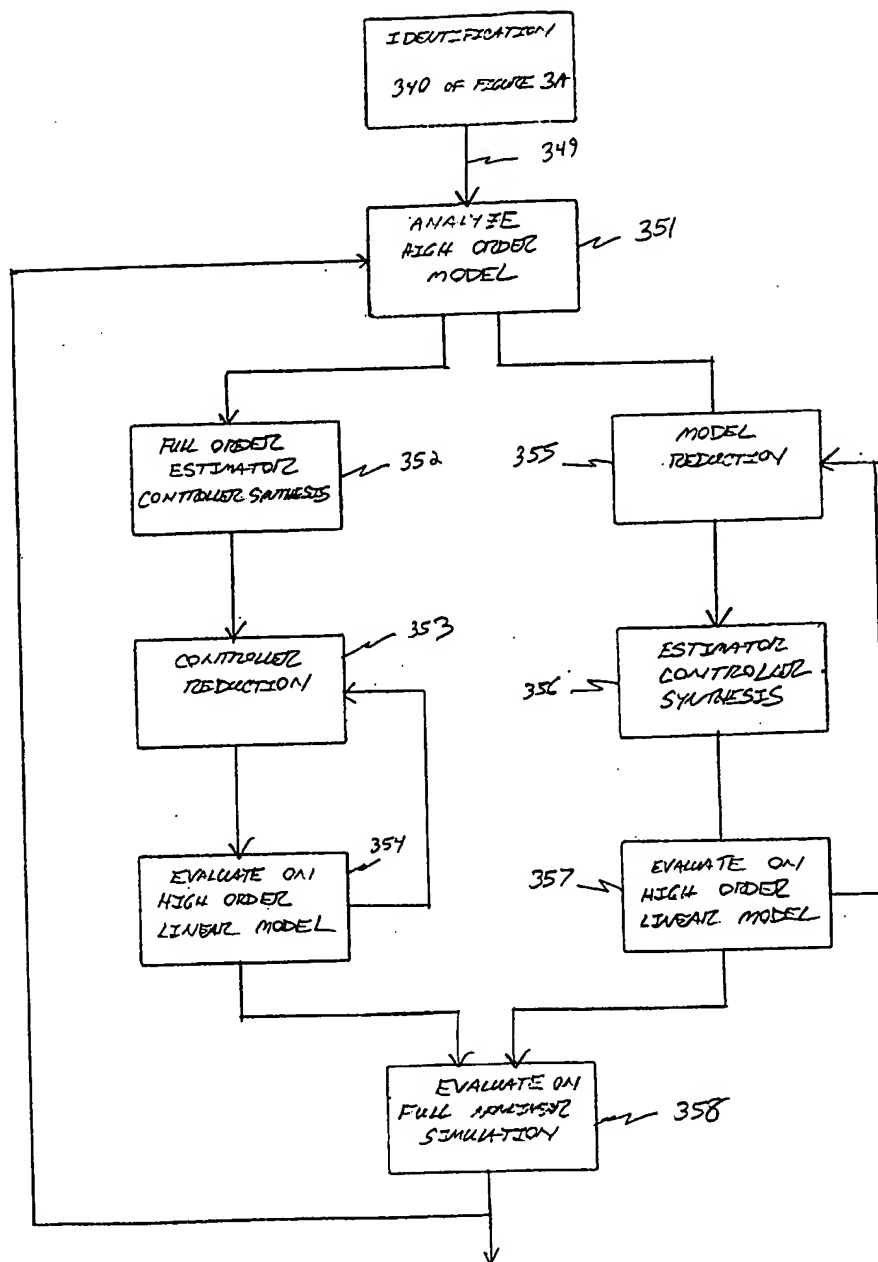 IDENTIFICATION
340 OF FIGURE 3A
349
ANALYZE
HIGH ORDER
MODEL
351
FULL ORDER
ESTIMATOR
CONTROLLER SYNTHESIS
352
355
MODEL
REDUCTION
CONTROLLER
REDUCTION
353
356
ESTIMATOR
CONTROLLER
SYNTHESIS
EVALUATE ON
HIGH ORDER
LINEAR MODEL
354
357
EVALUATE ON
HIGH ORDER
LINEAR MODEL
EVALUATE ON
FULL NONLINEAR
SIMULATION
358